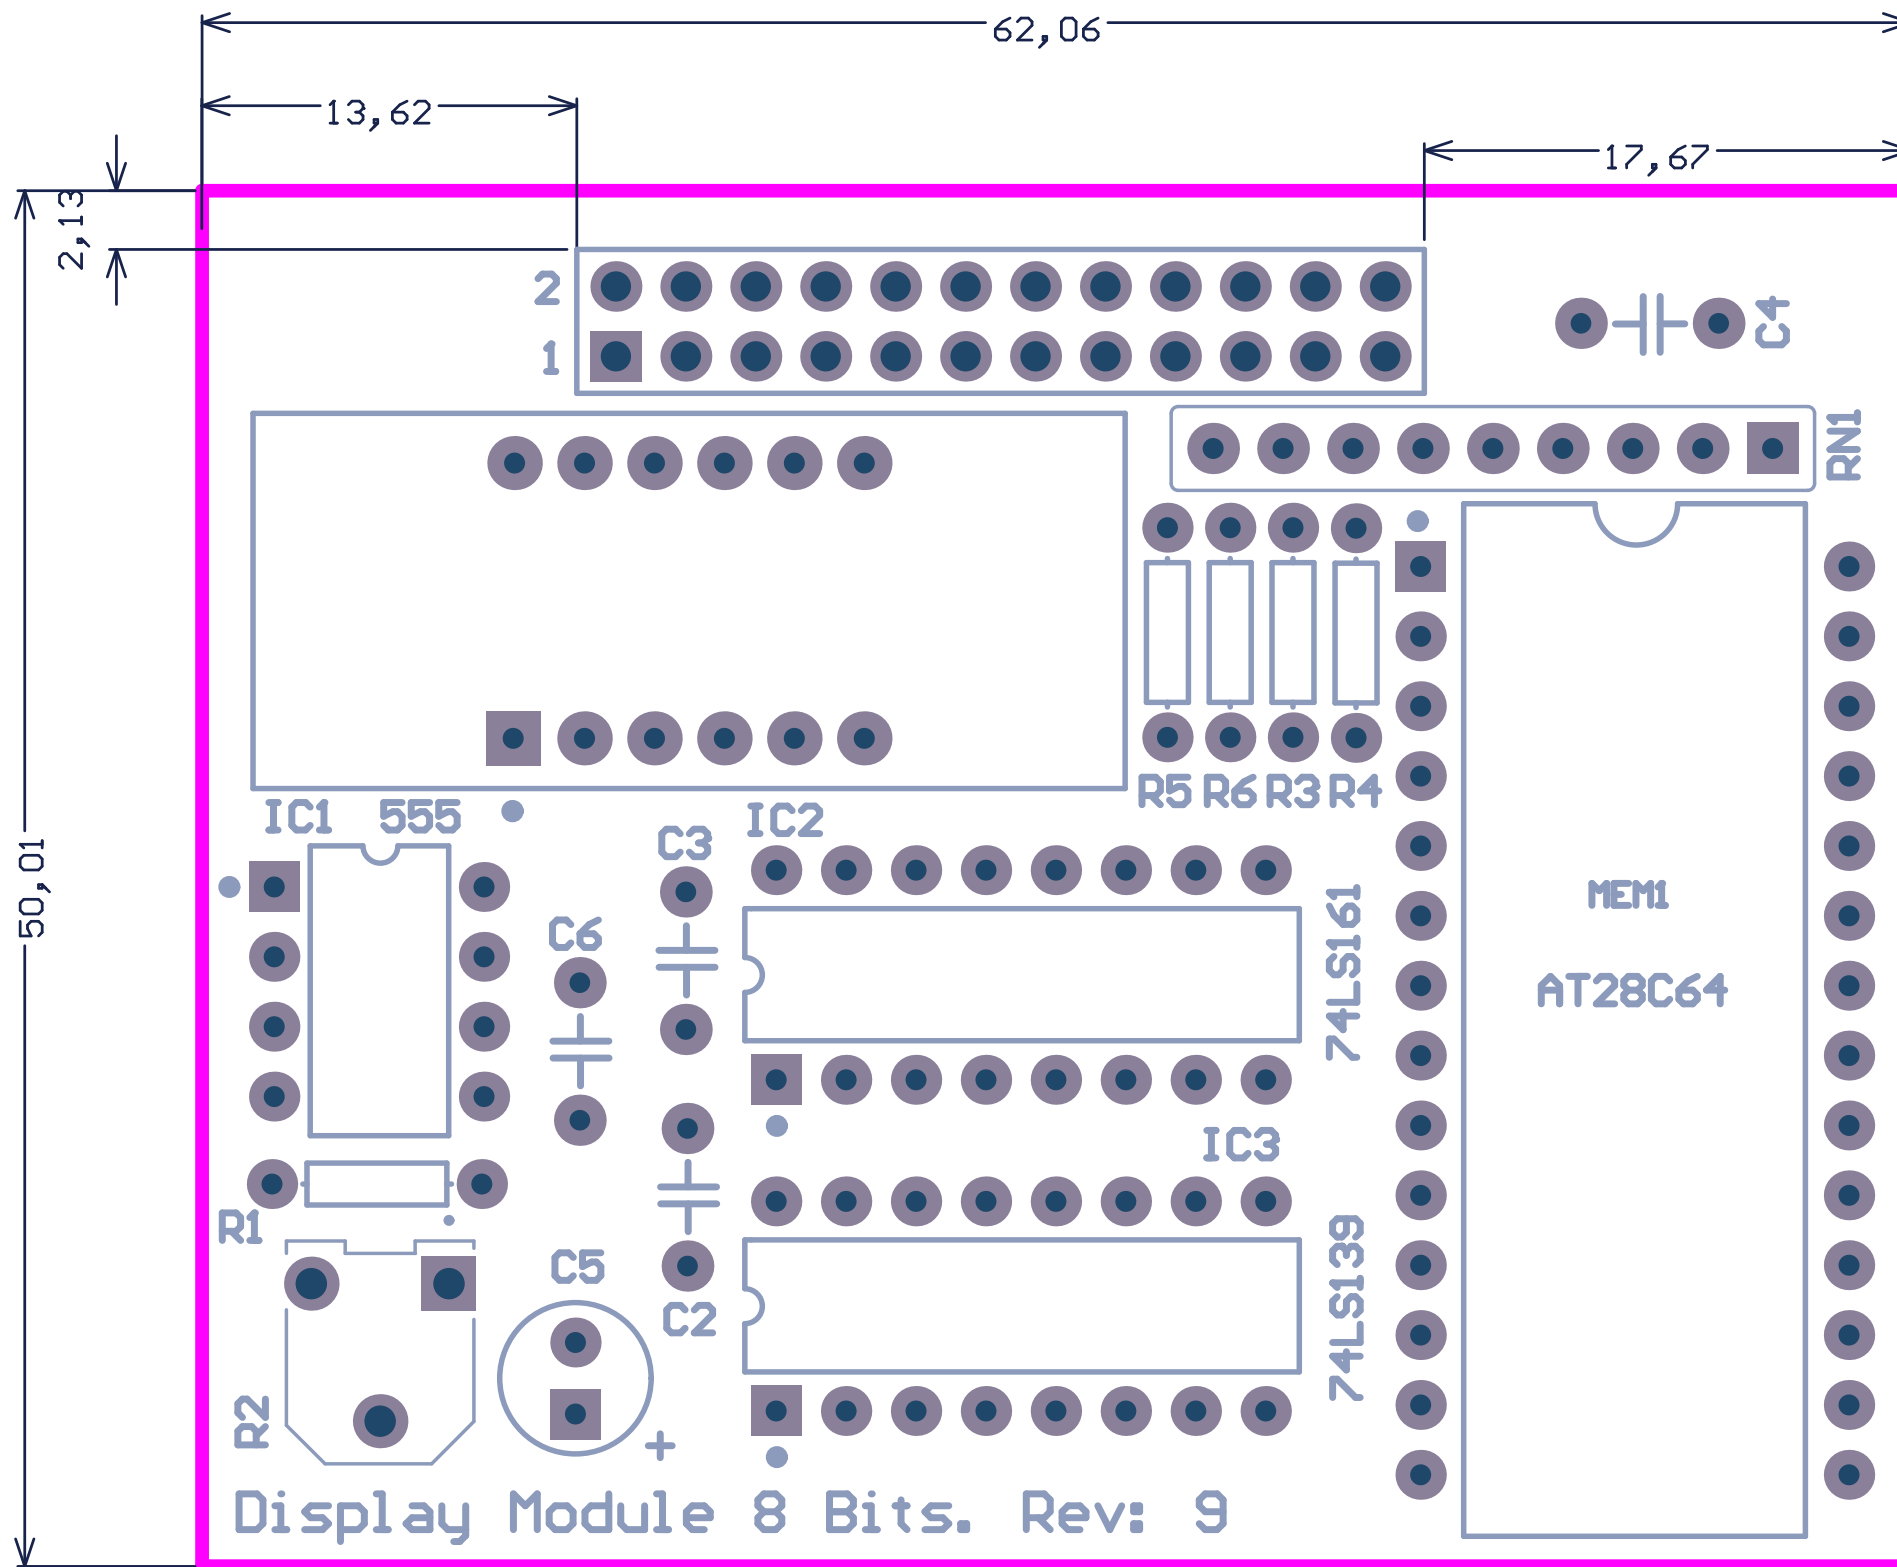 62,06
13,62
17,67
2,13
2
1
C4
RN1
R5 R6 R3 R4
IC1 555
IC2
C3
50,01
MEM1
74LS161
C6
AT28C64
IC3
R1
C5
74LS139
C2
R2
+
Display Module 8 Bits. Rev: 9